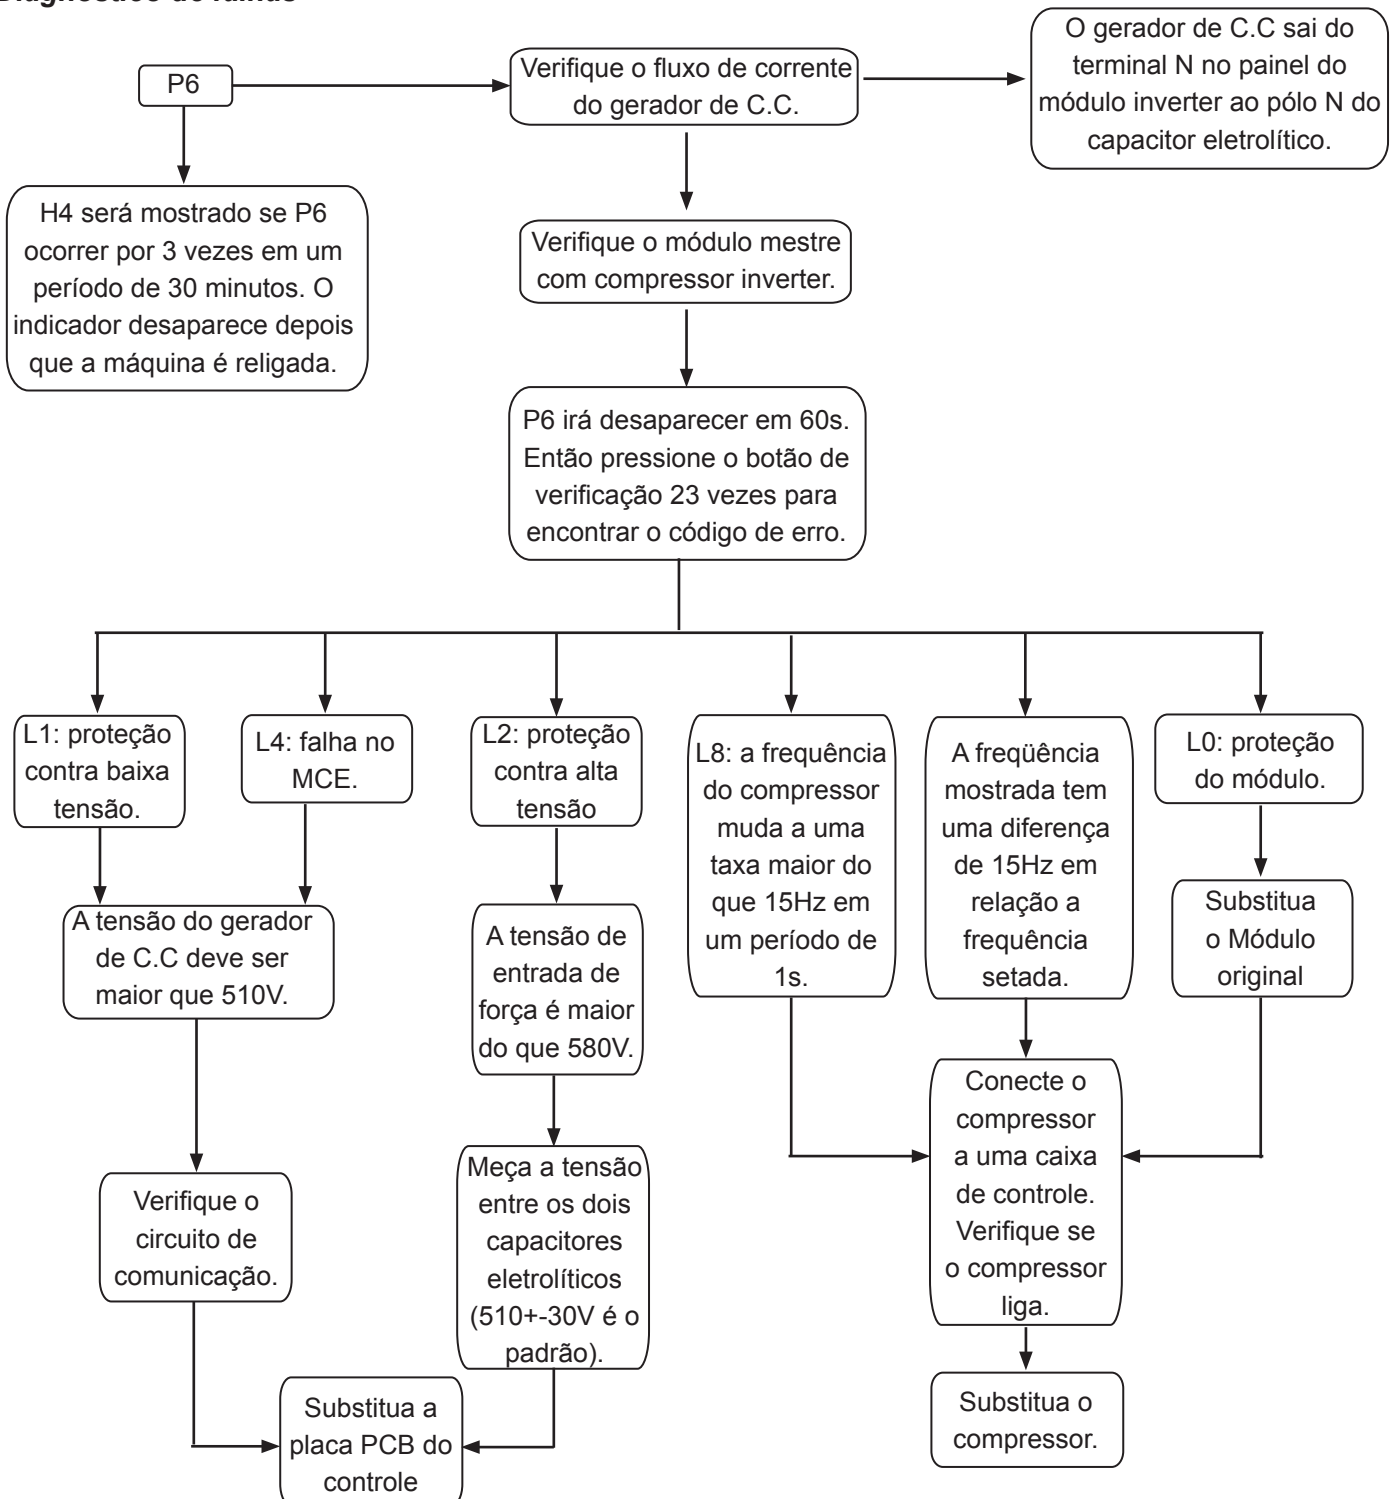 Diagnóstico de falhas
P6
Verifique o fluxo de corrente
do gerador de C.C.
O gerador de C.C sai do
terminal N no painel do
módulo inverter ao pólo N do
capacitor eletrolítico.
H4 será mostrado se P6
ocorrer por 3 vezes em um
período de 30 minutos. O
indicador desaparece depois
que a máquina é religada.
Verifique o módulo mestre
com compressor inverter.
P6 irá desaparecer em 60s.
Então pressione o botão de
verificação 23 vezes para
encontrar o código de erro.
L1: proteção
contra baixa
tensão.
L4: falha no
MCE.
L2: proteção
contra alta
tensão
L8: a frequência
do compressor
muda a uma
taxa maior do
que 15Hz em
um período de
1s.
A freqüência
mostrada tem
uma diferença
de 15Hz em
relação a
frequência
setada.
L0: proteção
do módulo.
A tensão do gerador
de C.C deve ser
maior que 510V.
A tensão de
entrada de
força é maior
do que 580V.
Substitua
o Módulo
original
Verifique o
circuito de
comunicação.
Meça a tensão
entre os dois
capacitores
eletrolíticos
(510+-30V é o
padrão).
Conecte o
compressor
a uma caixa
de controle.
Verifique se
o compressor
liga.
Substitua a
placa PCB do
controle
Substitua o
compressor.